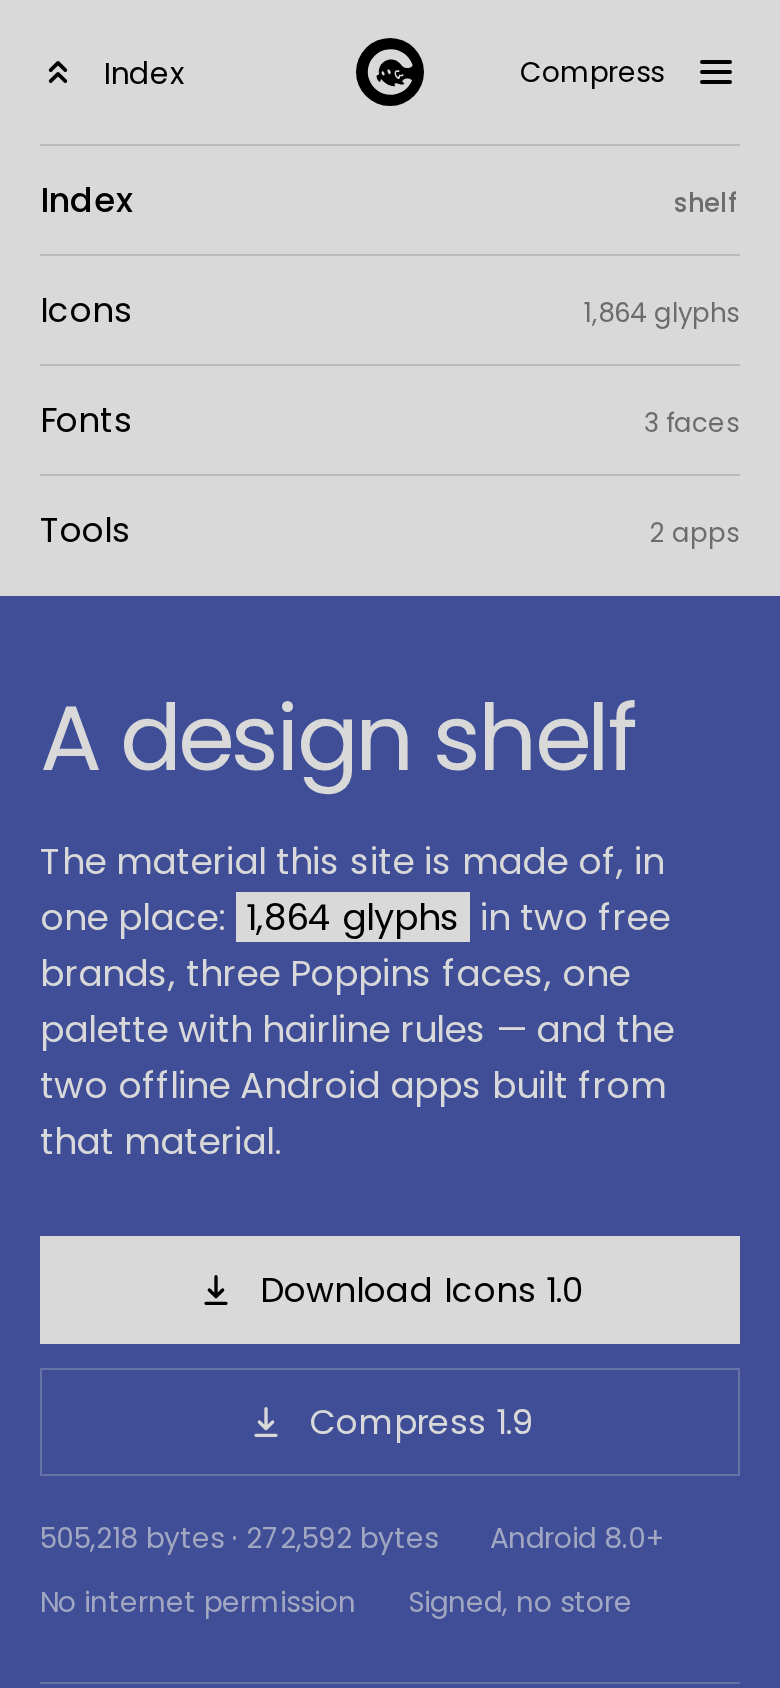 Index
Compress
Index
shelf
Icons
1,864 glyphs
Fonts
3 faces
Tools
2 apps
A design shelf
The material this site is made of, in
one place: 1,864 glyphs in two free
brands, three Poppins faces, one
palette with hairline rules — and the
two offline Android apps built from
that material.
Download Icons 1.0
Compress 1.9
505,218 bytes · 272,592 bytes
Android 8.0+
No internet permission
Signed, no store